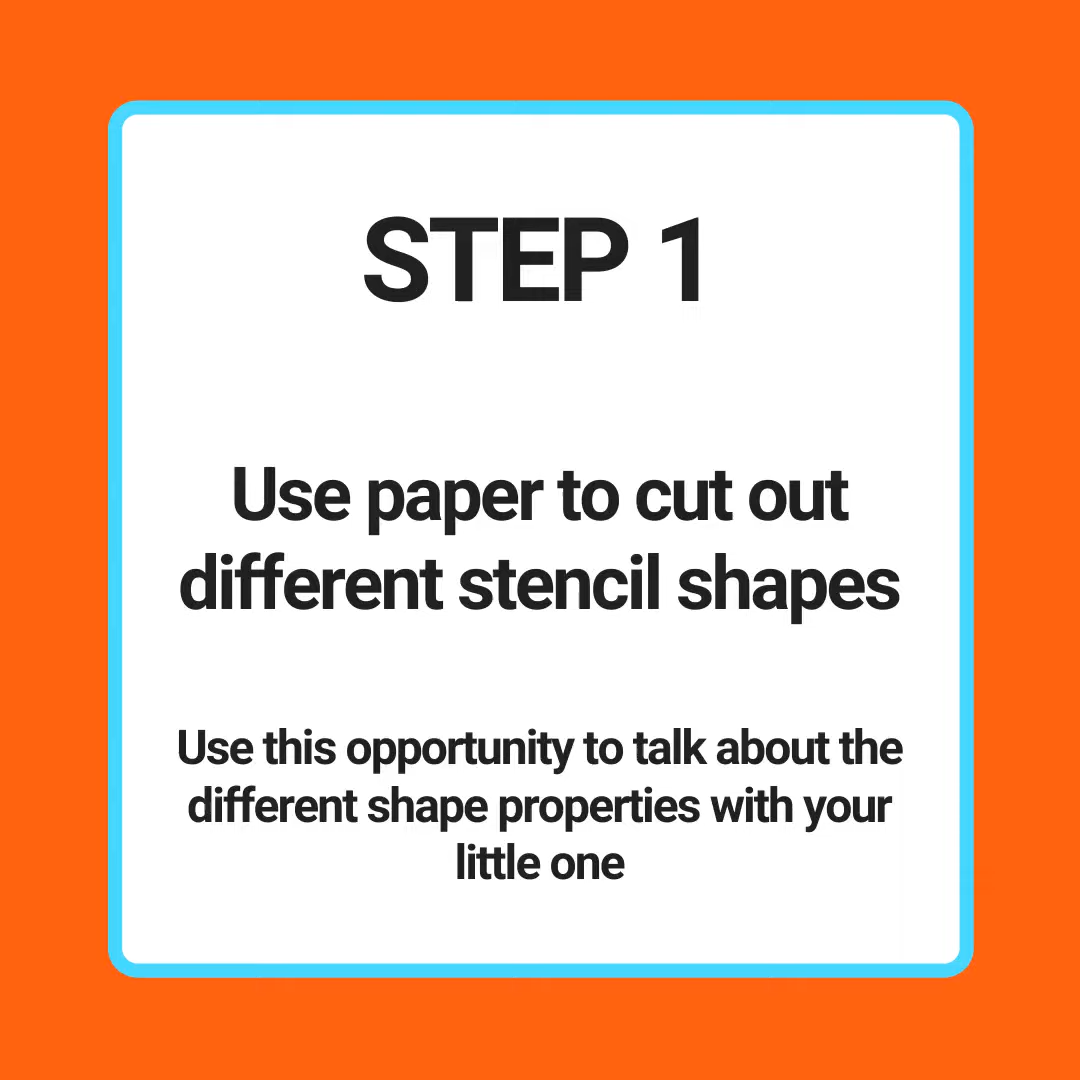 STEP 1
Use paper to cut out
different stencil shapes
Use this opportunity to talk about the
different shape properties with your
little one